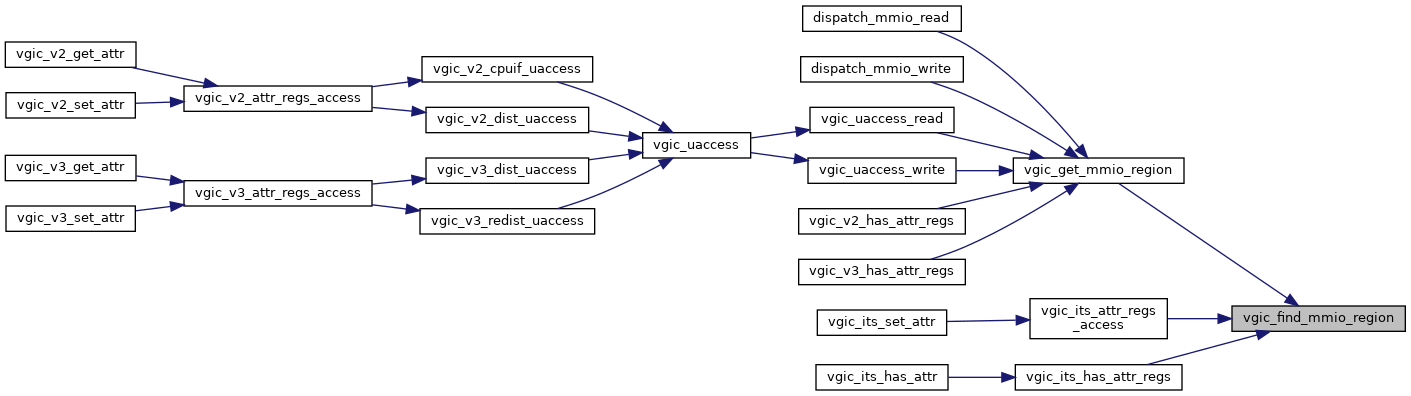 dispatch_mmio_read
vgic_v2_get_attr
vgic_v2_cpuif_uaccess
dispatch_mmio_write
vgic_v2_attr_regs_access
vgic_v2_set_attr
vgic_v2_dist_uaccess
vgic_uaccess_read
vgic_uaccess
vgic_v3_get_attr
vgic_v3_dist_uaccess
vgic_uaccess_write
vgic_get_mmio_region
vgic_v3_attr_regs_access
vgic_v3_set_attr
vgic_v3_redist_uaccess
vgic_v2_has_attr_regs
vgic_v3_has_attr_regs
vgic_its_set_attr
vgic_its_attr_regs
_access
vgic_find_mmio_region
vgic_its_has_attr
vgic_its_has_attr_regs